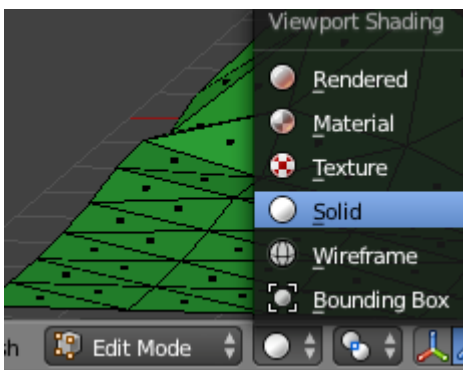 Viewport Shading
Rendered
Material
Texture
Solid
Wireframe
Bounding Box
h Edit Mode